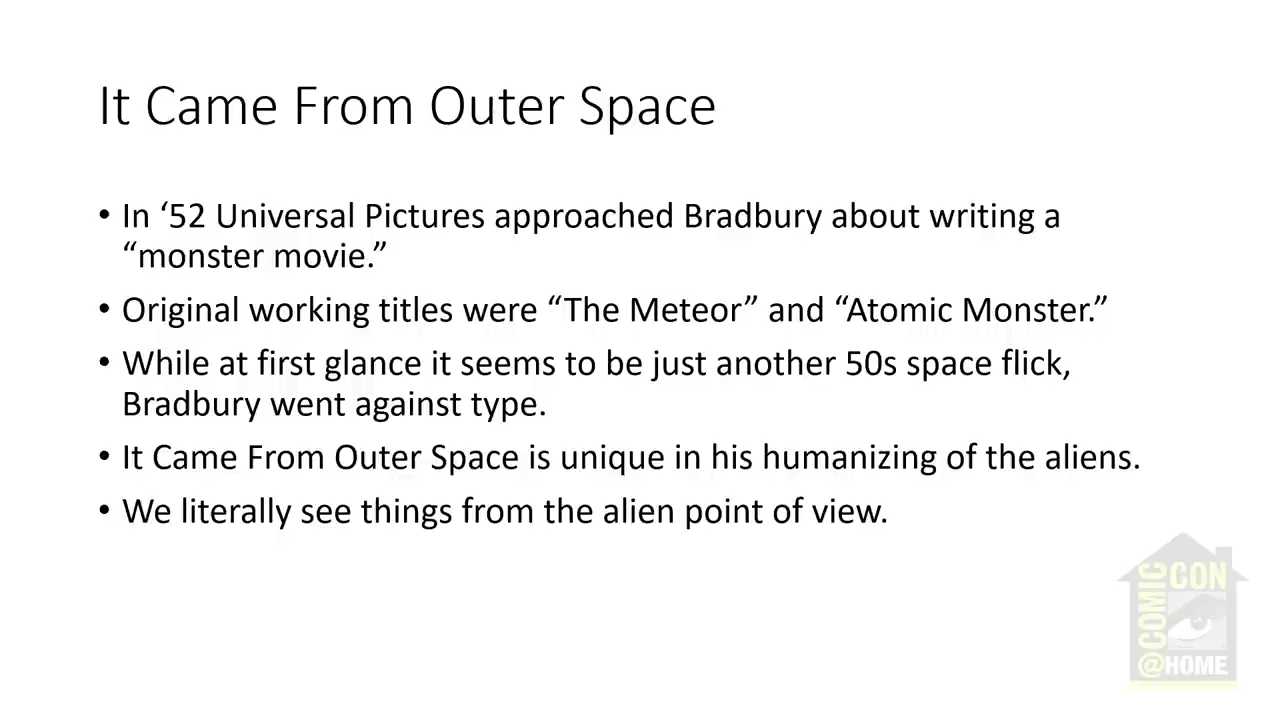 It Came From Outer Space
• In ‘52 Universal Pictures approached Bradbury about writing a
“monster movie.”
• Original working titles were “The Meteor” and “Atomic Monster.”
• While at first glance it seems to be just another 50s space flick,
Bradbury went against type.
• It Came From Outer Space is unique in his humanizing of the aliens.
• We literally see things from the alien point of view.
COMIC
CON
@HOME